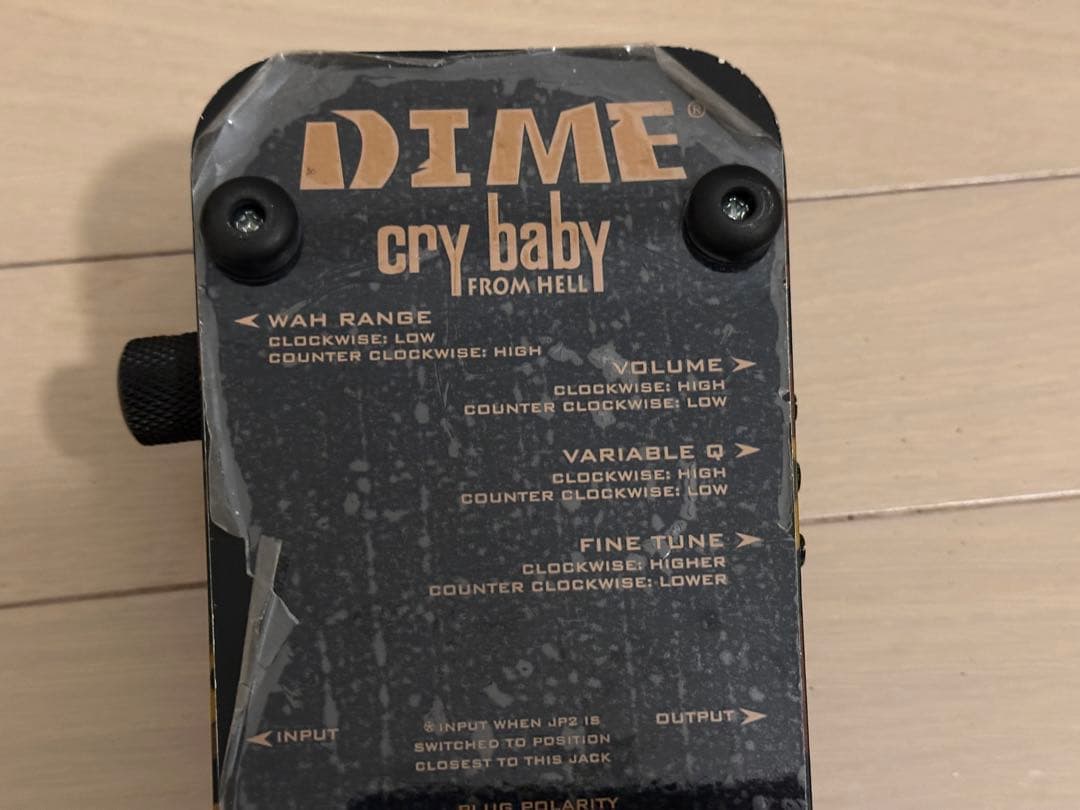 DIME®
cry baby
FROM HELL
WAH RANGE
CLOCKWISE: LOW
COUNTER CLOCKWISE: HIGH
VOLUME
CLOCKWISE: HIGH
COUNTER CLOCKWISE: LOW
VARIABLE Q
CLOCKWISE: HIGH
COUNTER CLOCKWISE: LOW
FINE TUNE
CLOCKWISE: HIGHER
COUNTER CLOCKWISE: LOWER
INPUT
※ INPUT WHEN JP2 IS
SWITCHED TO POSITION
CLOSEST TO THIS JACK
OUTPUT
PLUG POLARITY